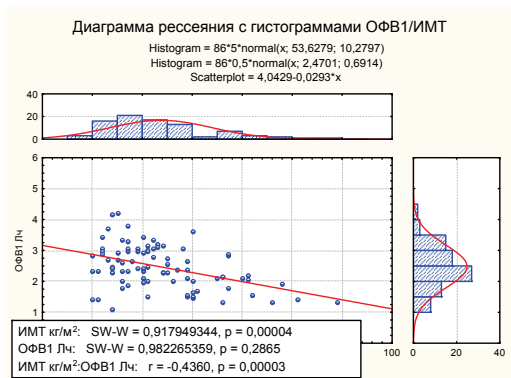 Диаграмма рессеяния с гистограммами ОФВ1/ИМТ
Histogram = 86*5*normal(x; 53,6279; 10,2797)
Histogram = 86*0,5*normal(x; 2,4701; 0,6914)
Scatterplot = 4,0429-0,0293*x
40
20
0
6
5
4
3
2
1
ОФВ1 Лч
100
0 20 40
ИМТ кг/м²: SW-W = 0,917949344, p = 0,00004
ОФВ1 Лч: SW-W = 0,982265359, p = 0,2865
ИМТ кг/м²:ОФВ1 Лч: r = -0,4360, p = 0,00003